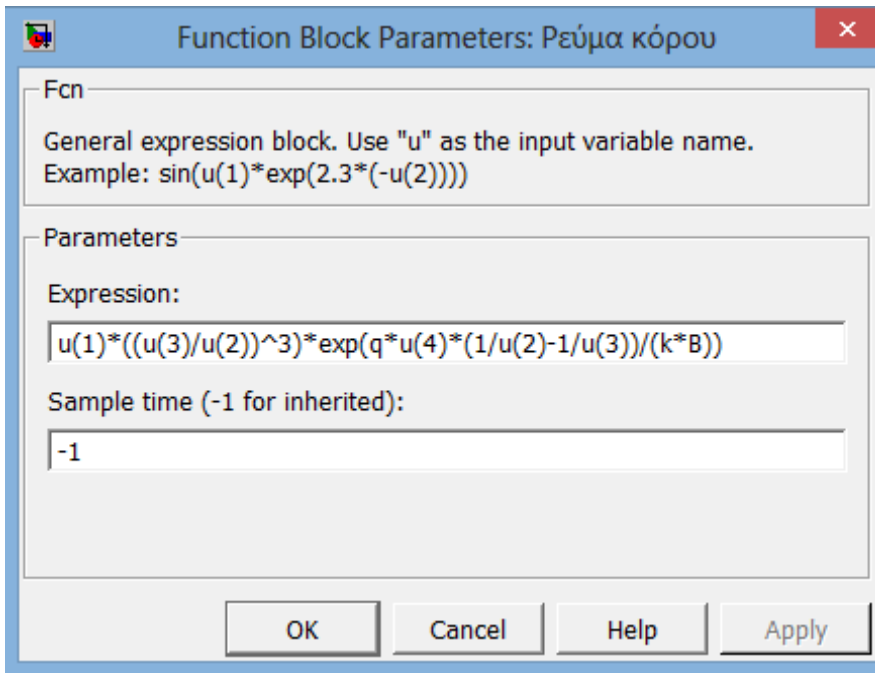 Function Block Parameters: Ρεύμα κόρου
Fcn
General expression block. Use "u" as the input variable name.
Example: sin(u(1)*exp(2.3*(-u(2))))
Parameters
Expression:
u(1)*((u(3)/u(2))^3)*exp(q*u(4)*(1/u(2)-1/u(3))/(k*B))
Sample time (-1 for inherited):
-1
OK Cancel Help Apply